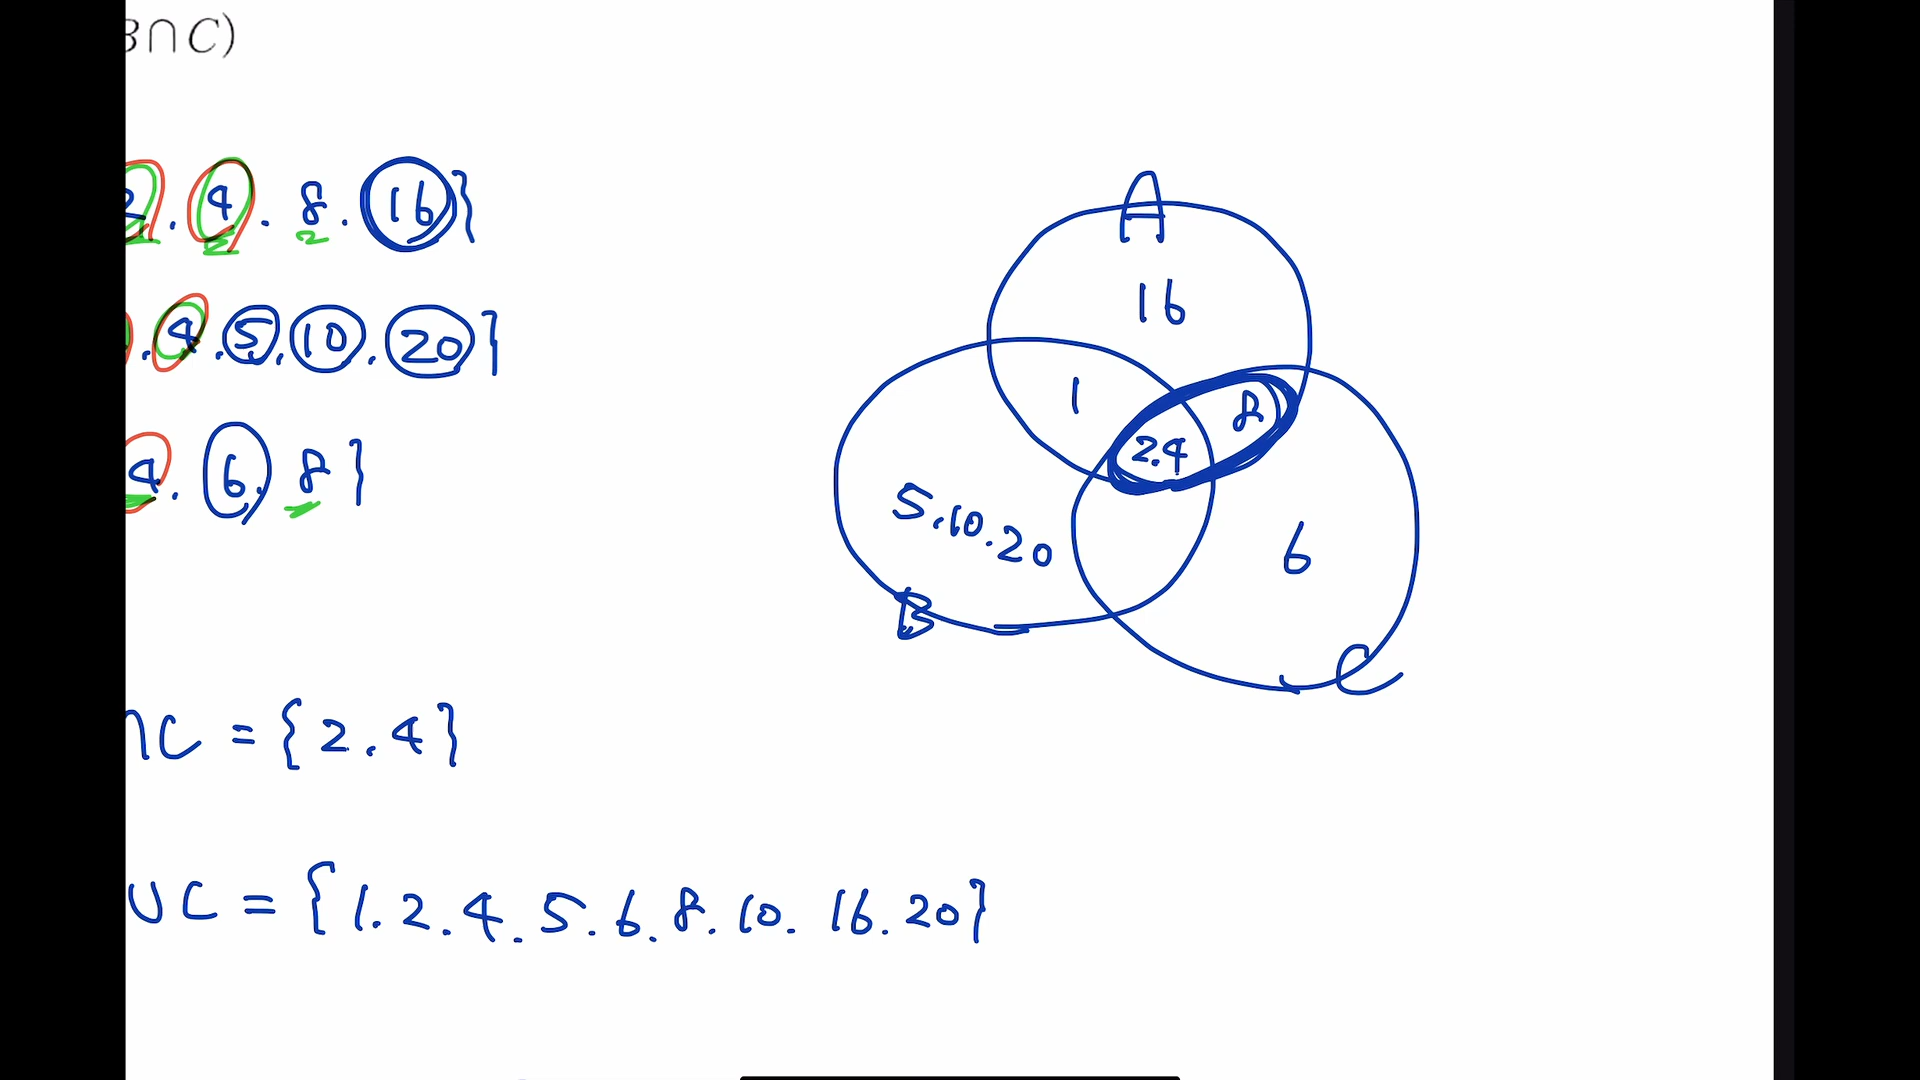 B∩C)
2.4.8.16}
.4.5.10.20}
4.6.8}
∩C={2.4}
∪C={1.2.4.5.6.8.10.16.20}
A
16
1
8
2.4
5.10.20
6
B
C